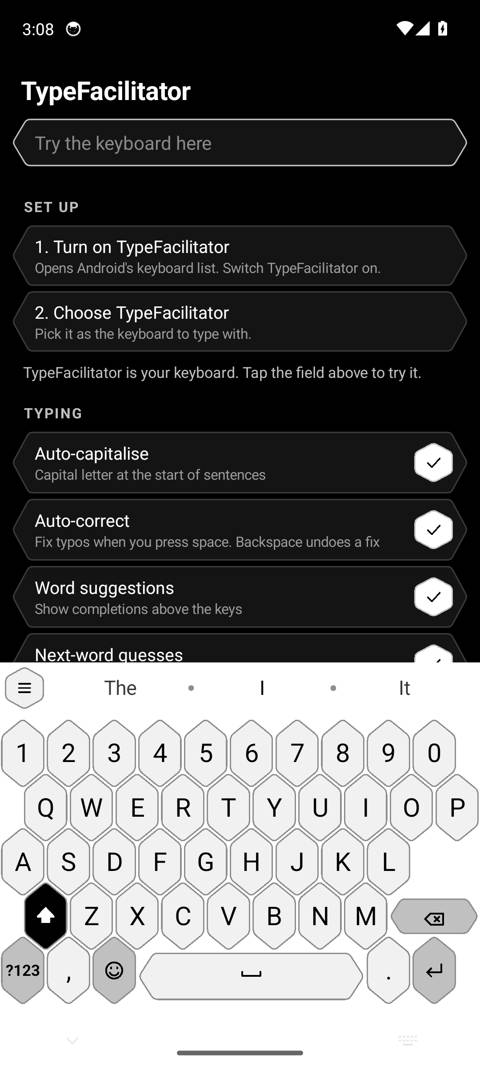 3:08
TypeFacilitator
Try the keyboard here
SET UP
1. Turn on TypeFacilitator
Opens Android's keyboard list. Switch TypeFacilitator on.
2. Choose TypeFacilitator
Pick it as the keyboard to type with.
TypeFacilitator is your keyboard. Tap the field above to try it.
TYPING
Auto-capitalise
Capital letter at the start of sentences
Auto-correct
Fix typos when you press space. Backspace undoes a fix
Word suggestions
Show completions above the keys
Next-word guesses
The • I • It
1 2 3 4 5 6 7 8 9 0
Q W E R T Y U I O P
A S D F G H J K L
Z X C V B N M
?123 , .